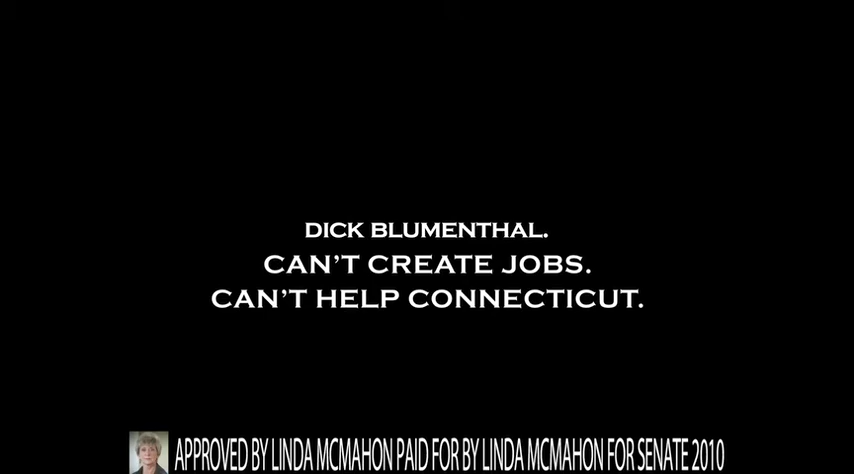 DICK BLUMENTHAL.
CAN'T CREATE JOBS.
CAN'T HELP CONNECTICUT.
APPROVED BY LINDA MCMAHON PAID FOR BY LINDA MCMAHON FOR SENATE 2010